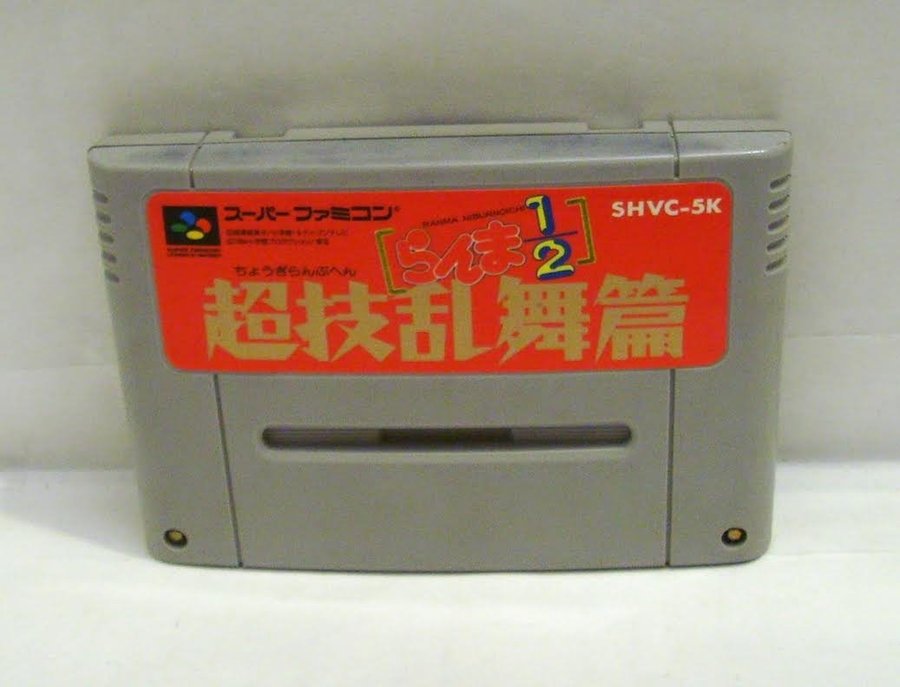 スーパーファミコン
SHVC-5K
RANMA NIBUNNOICHI
[らんま1/2]
ちょうぎらんぶへん
超技乱舞篇